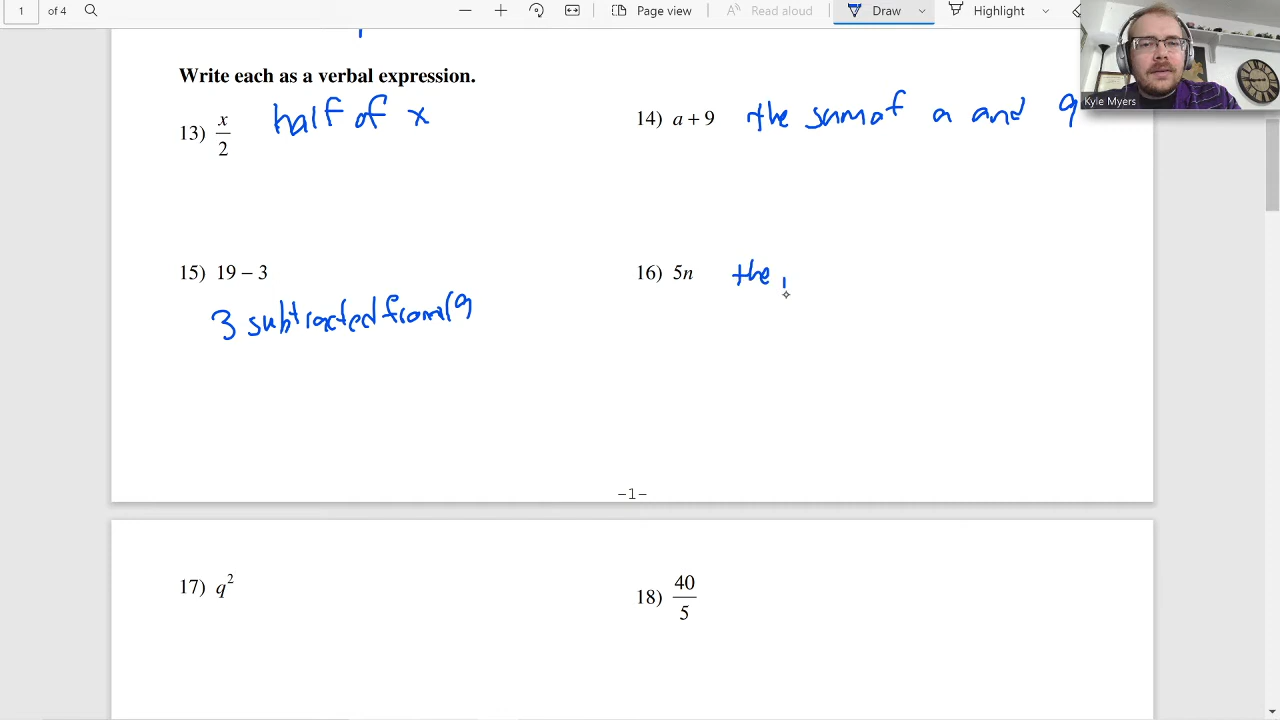 1 of 4 Page view Read aloud Draw Highlight
Kyle Myers
Write each as a verbal expression.
13) x/2 half of x
14) a + 9 the sum of a and 9
15) 19 – 3
3 subtracted from 19
16) 5n the
-1-
17) q²
18) 40/5